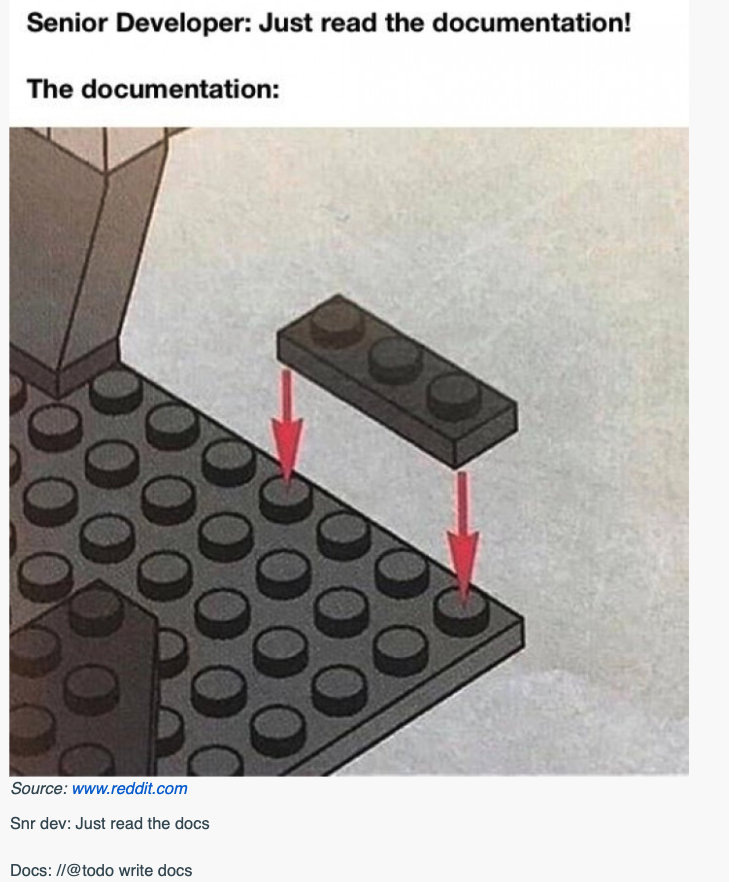 Senior Developer: Just read the documentation!
The documentation:
Source: www.reddit.com
Snr dev: Just read the docs
Docs: //@todo write docs